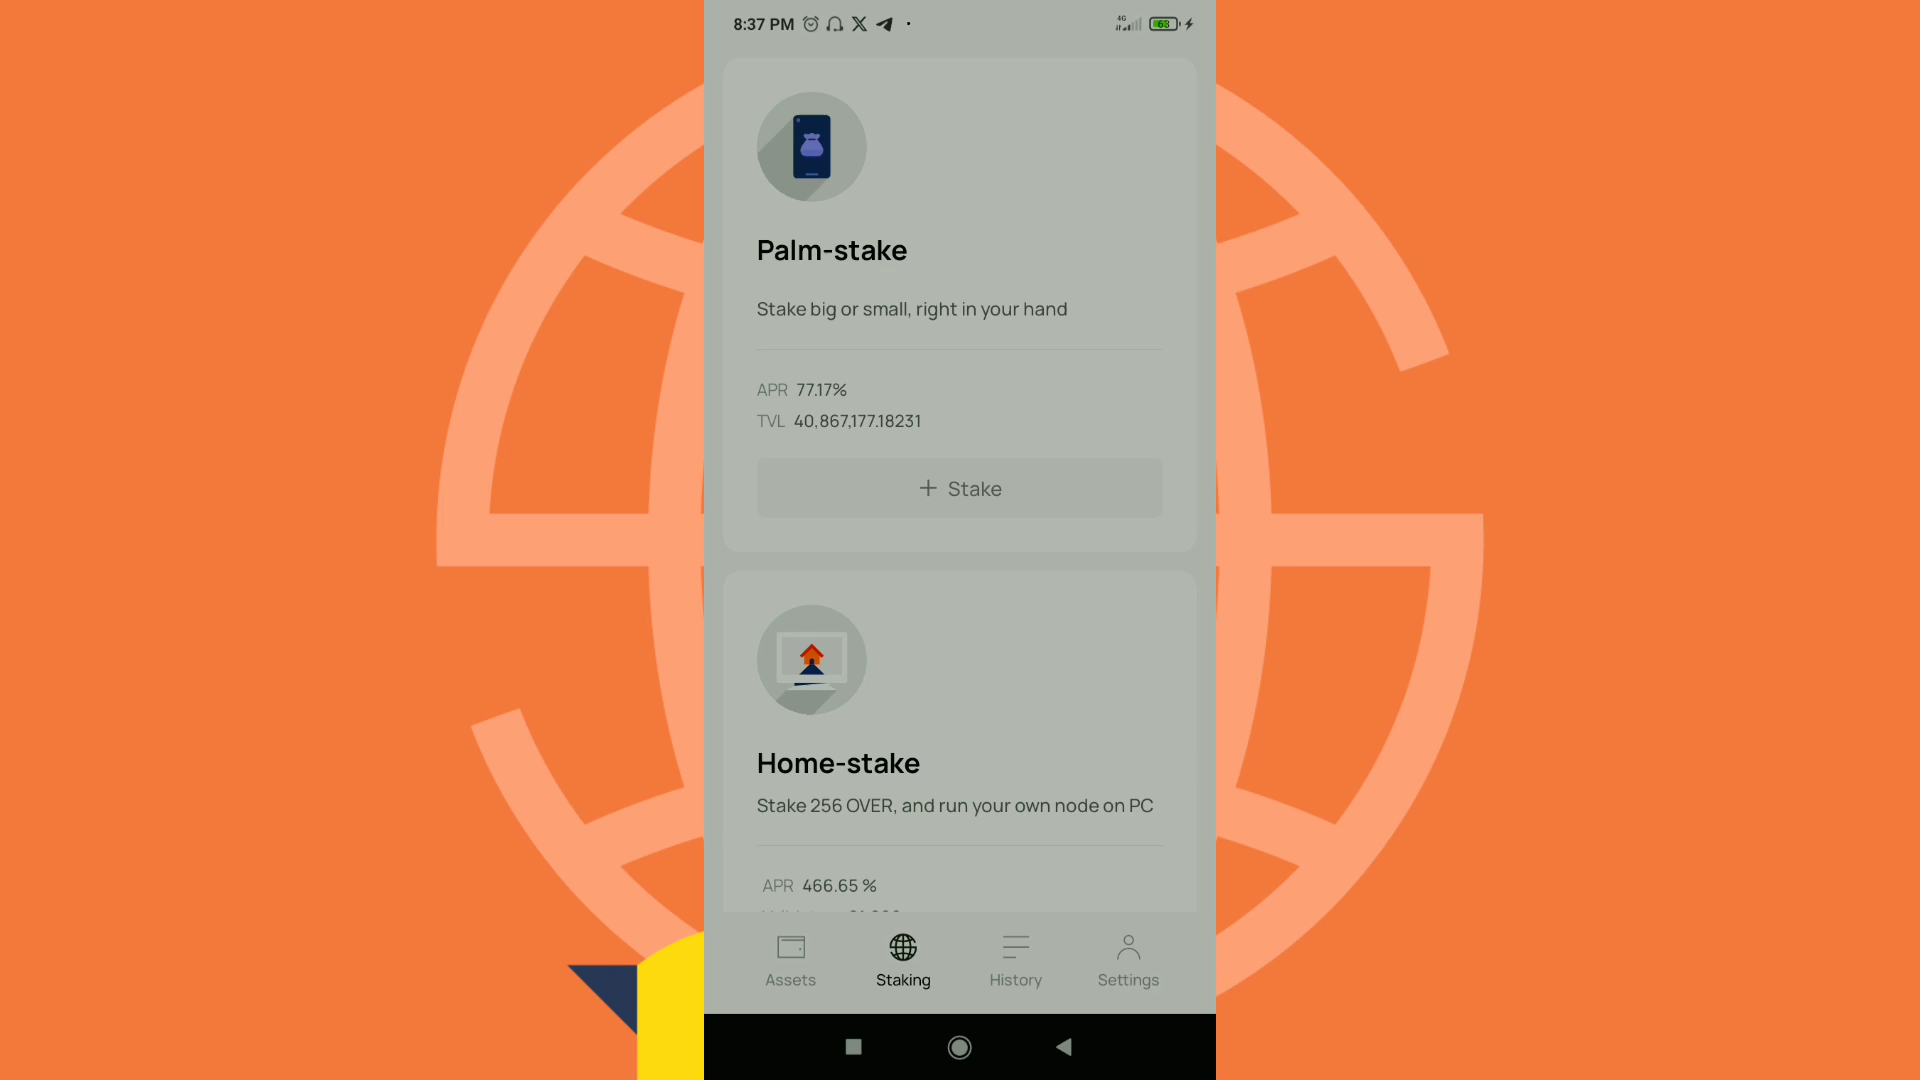 8:37 PM
4G
63
Palm-stake
Stake big or small, right in your hand
APR 77.17%
TVL 40,867,177.18231
+ Stake
Home-stake
Stake 256 OVER, and run your own node on PC
APR 466.65 %
Assets
Staking
History
Settings